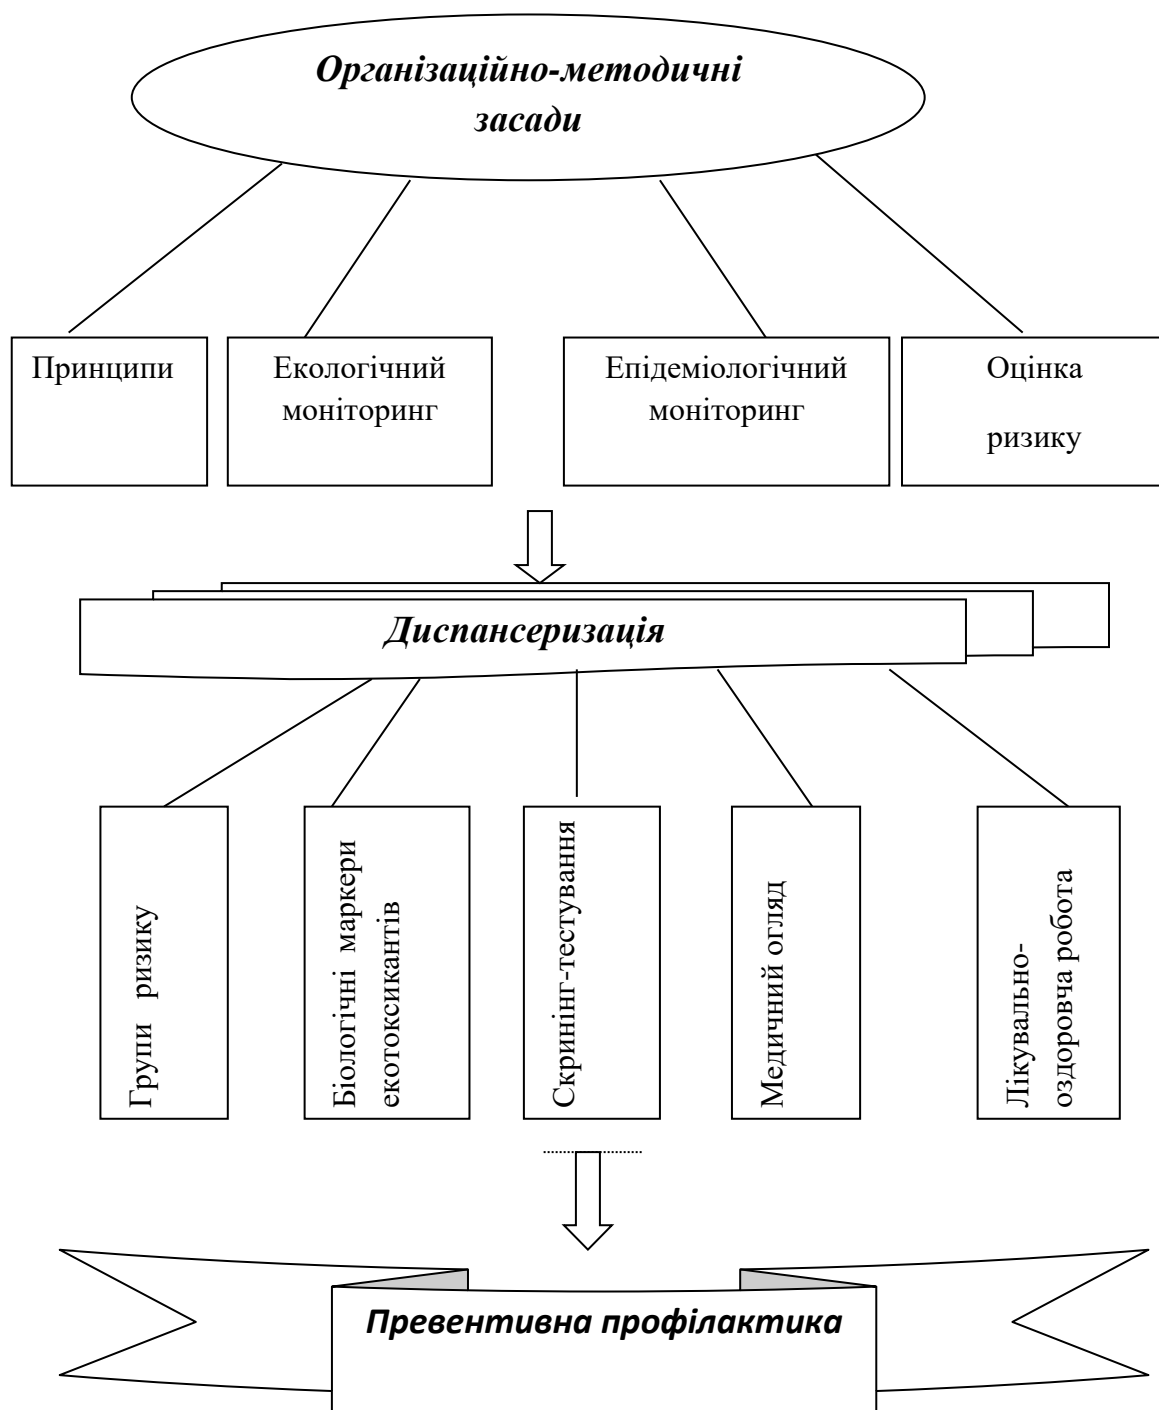 Організаційно-методичні
засади
Принципи
Екологічний
моніторинг
Епідеміологічний
моніторинг
Оцінка
ризику
Диспансеризація
Групи ризику
Біологічні маркери
екотоксикантів
Скринінг-тестування
Медичний огляд
Лікувально-
оздоровча робота
Превентивна профілактика